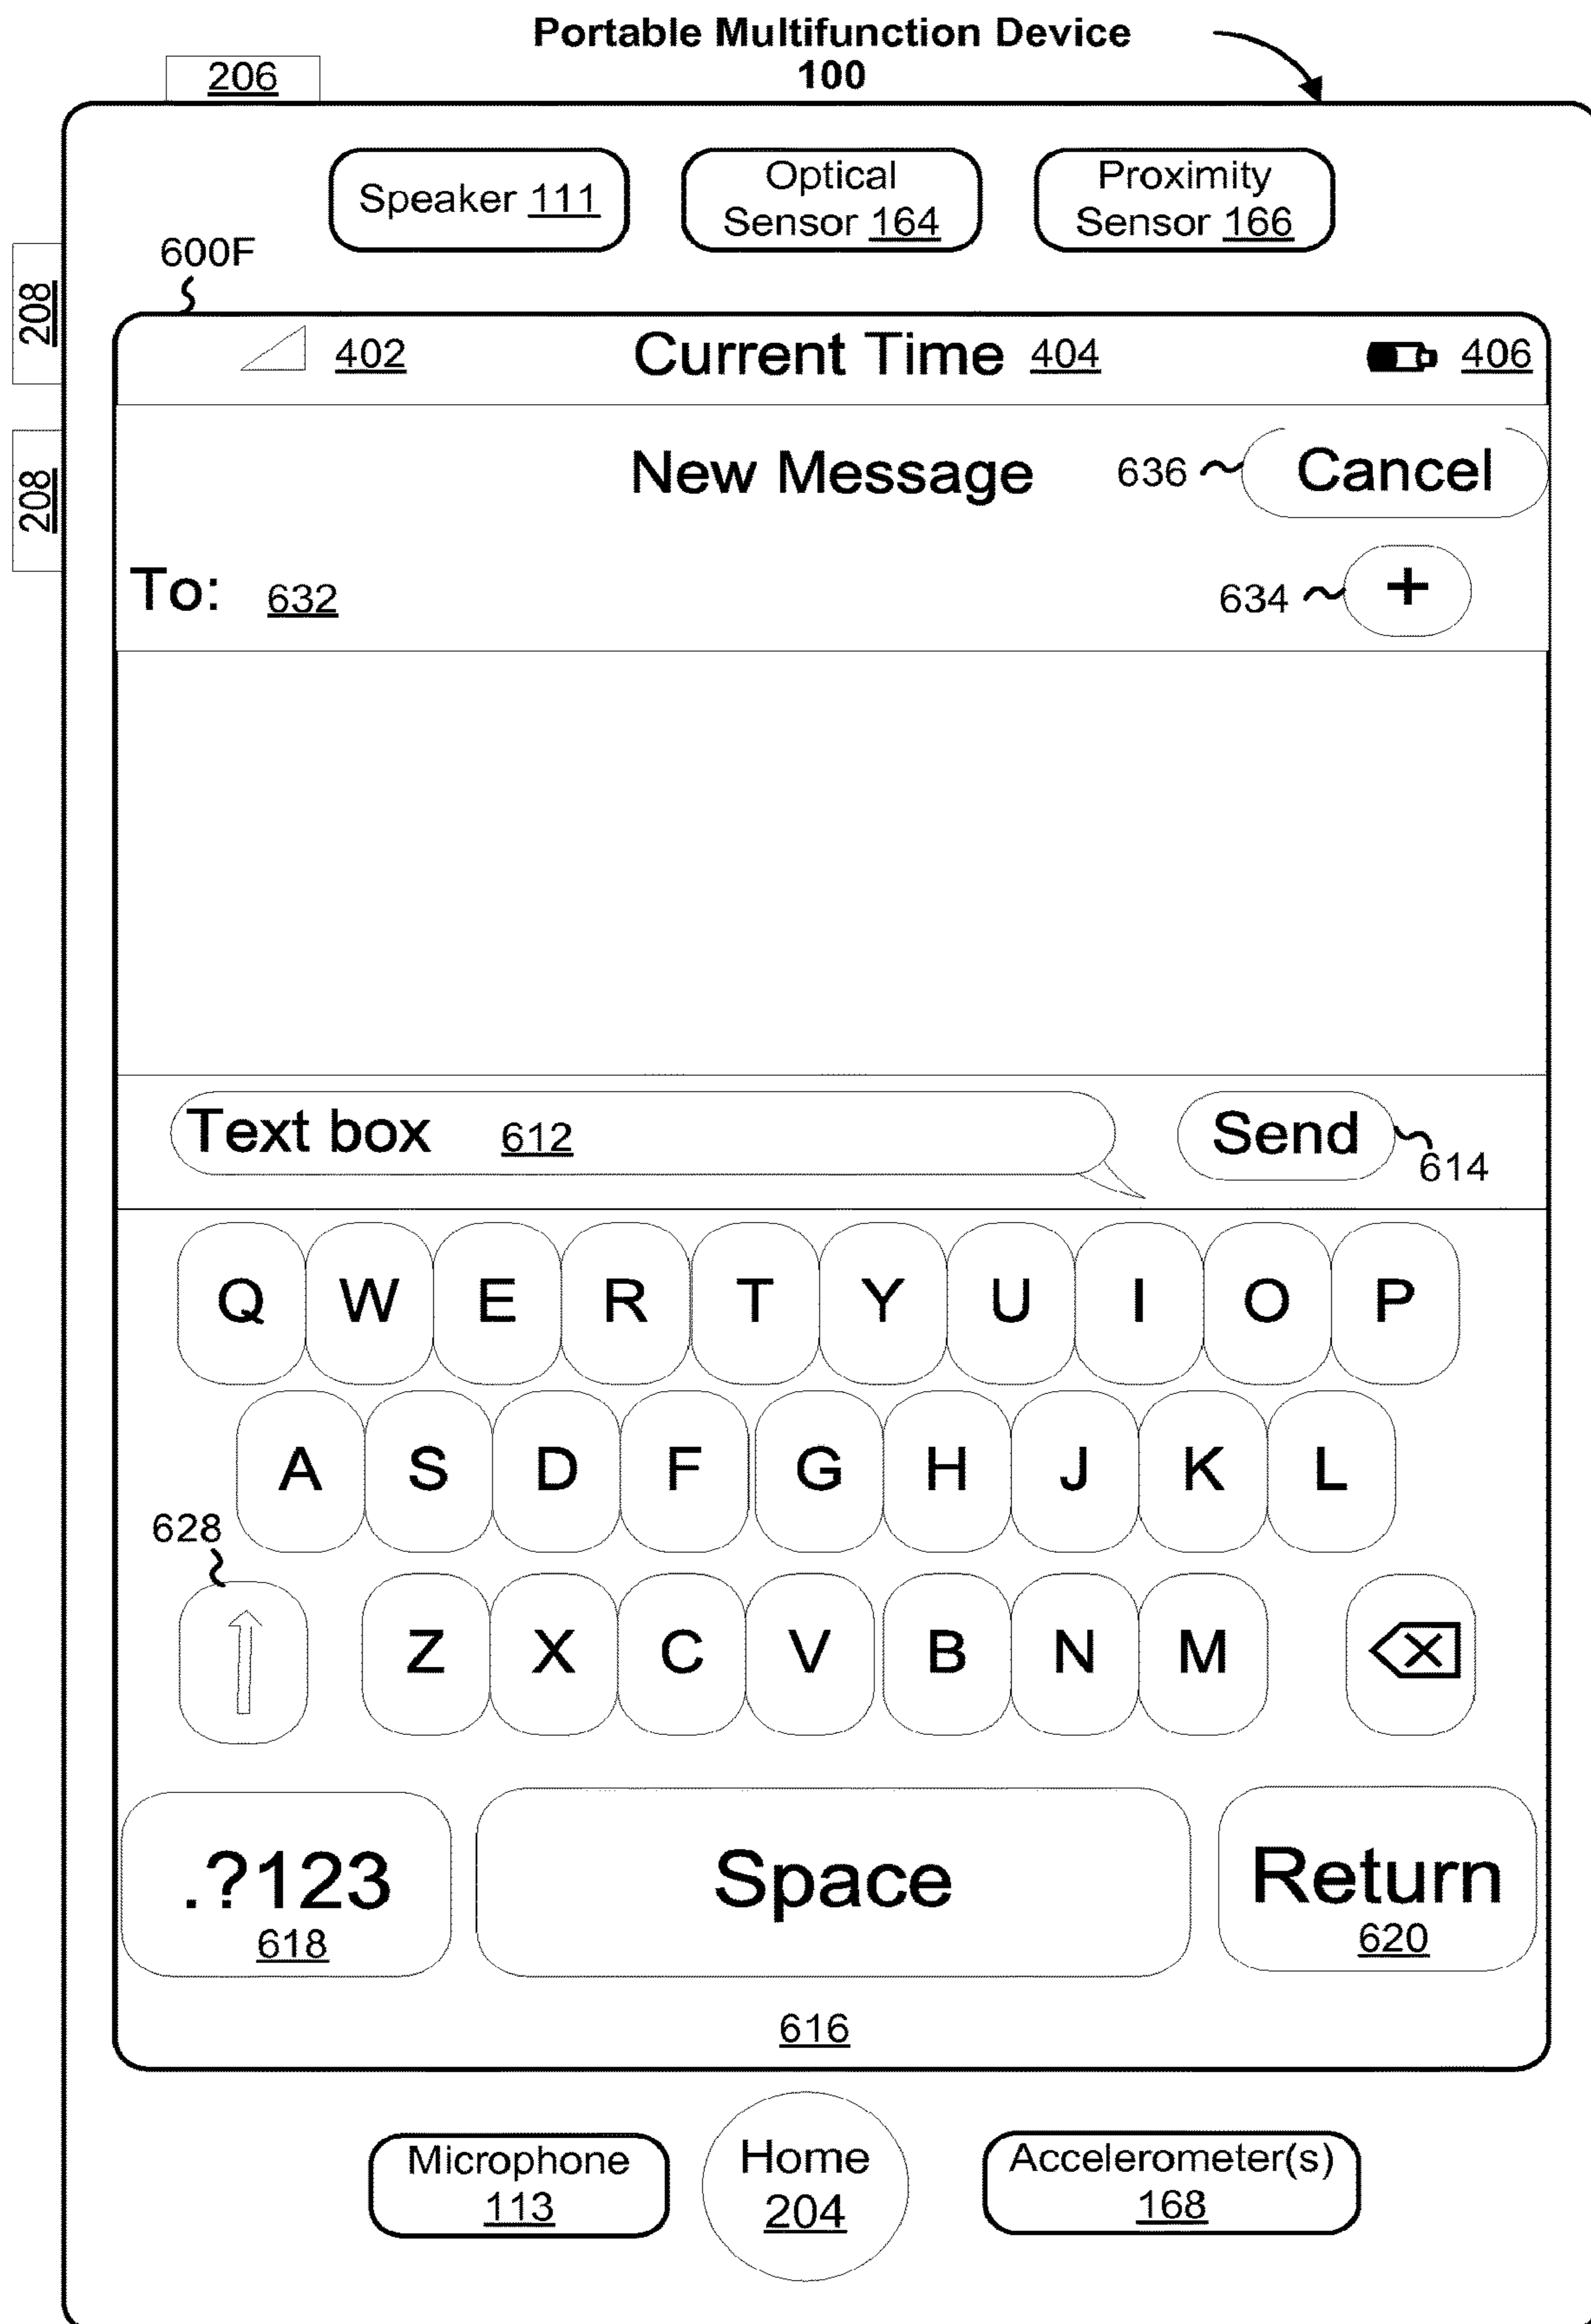 Portable Multifunction Device
100
206
Speaker 111
Optical
Sensor 164
Proximity
Sensor 166
600F
208
208
402
Current Time 404
406
New Message
636
Cancel
To: 632
634
+
Text box 612
Send
614
Q W E R T Y U I O P
A S D F G H J K L
628
Z X C V B N M
.?123
618
Space
Return
620
616
Microphone
113
Home
204
Accelerometer(s)
168